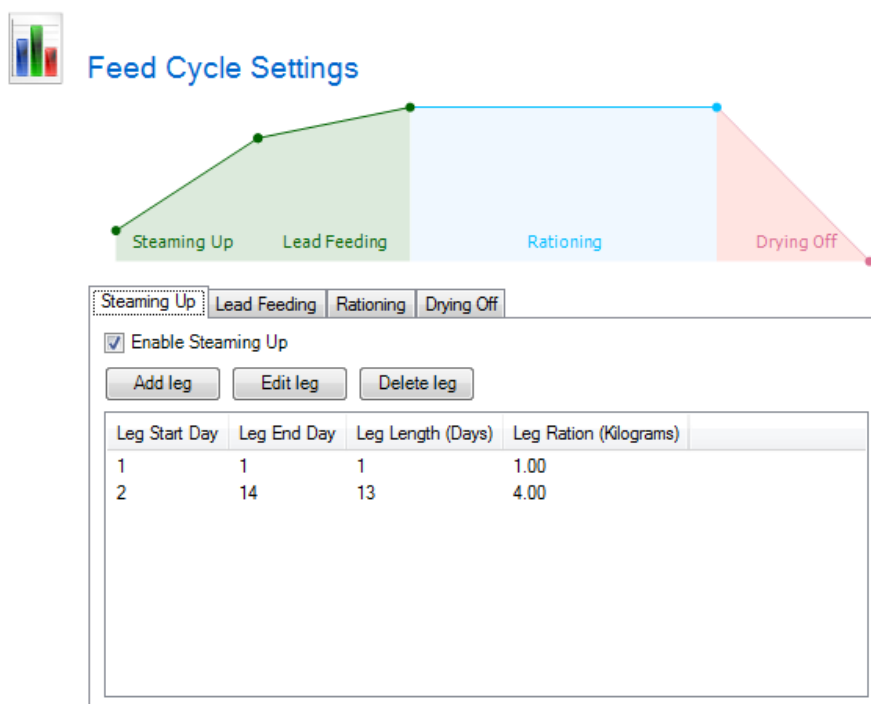 Feed Cycle Settings
Steaming Up Lead Feeding Rationing Drying Off
Steaming Up Lead Feeding Rationing Drying Off
Enable Steaming Up
Add leg Edit leg Delete leg
Leg Start Day Leg End Day Leg Length (Days) Leg Ration (Kilograms)
1 1 1 1.00
2 14 13 4.00